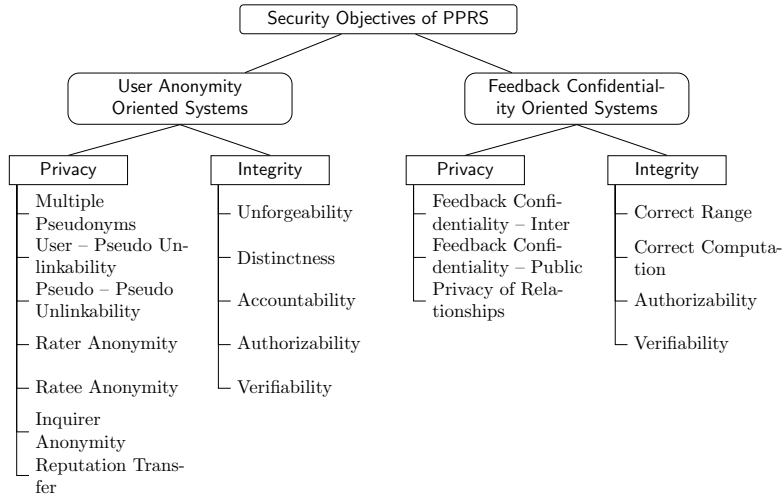 Security Objectives of PPRS
User Anonymity
Oriented Systems
Feedback Confidential-
ity Oriented Systems
Privacy
Multiple
Pseudonyms
User – Pseudo Un-
linkability
Pseudo – Pseudo
Unlinkability
Rater Anonymity
Ratee Anonymity
Inquirer
Anonymity
Reputation Trans-
fer
Integrity
Unforgeability
Distinctness
Accountability
Authorizability
Verifiability
Privacy
Feedback Confi-
dentiality – Inter
Feedback Confi-
dentiality – Public
Privacy of Rela-
tionships
Integrity
Correct Range
Correct Computa-
tion
Authorizability
Verifiability